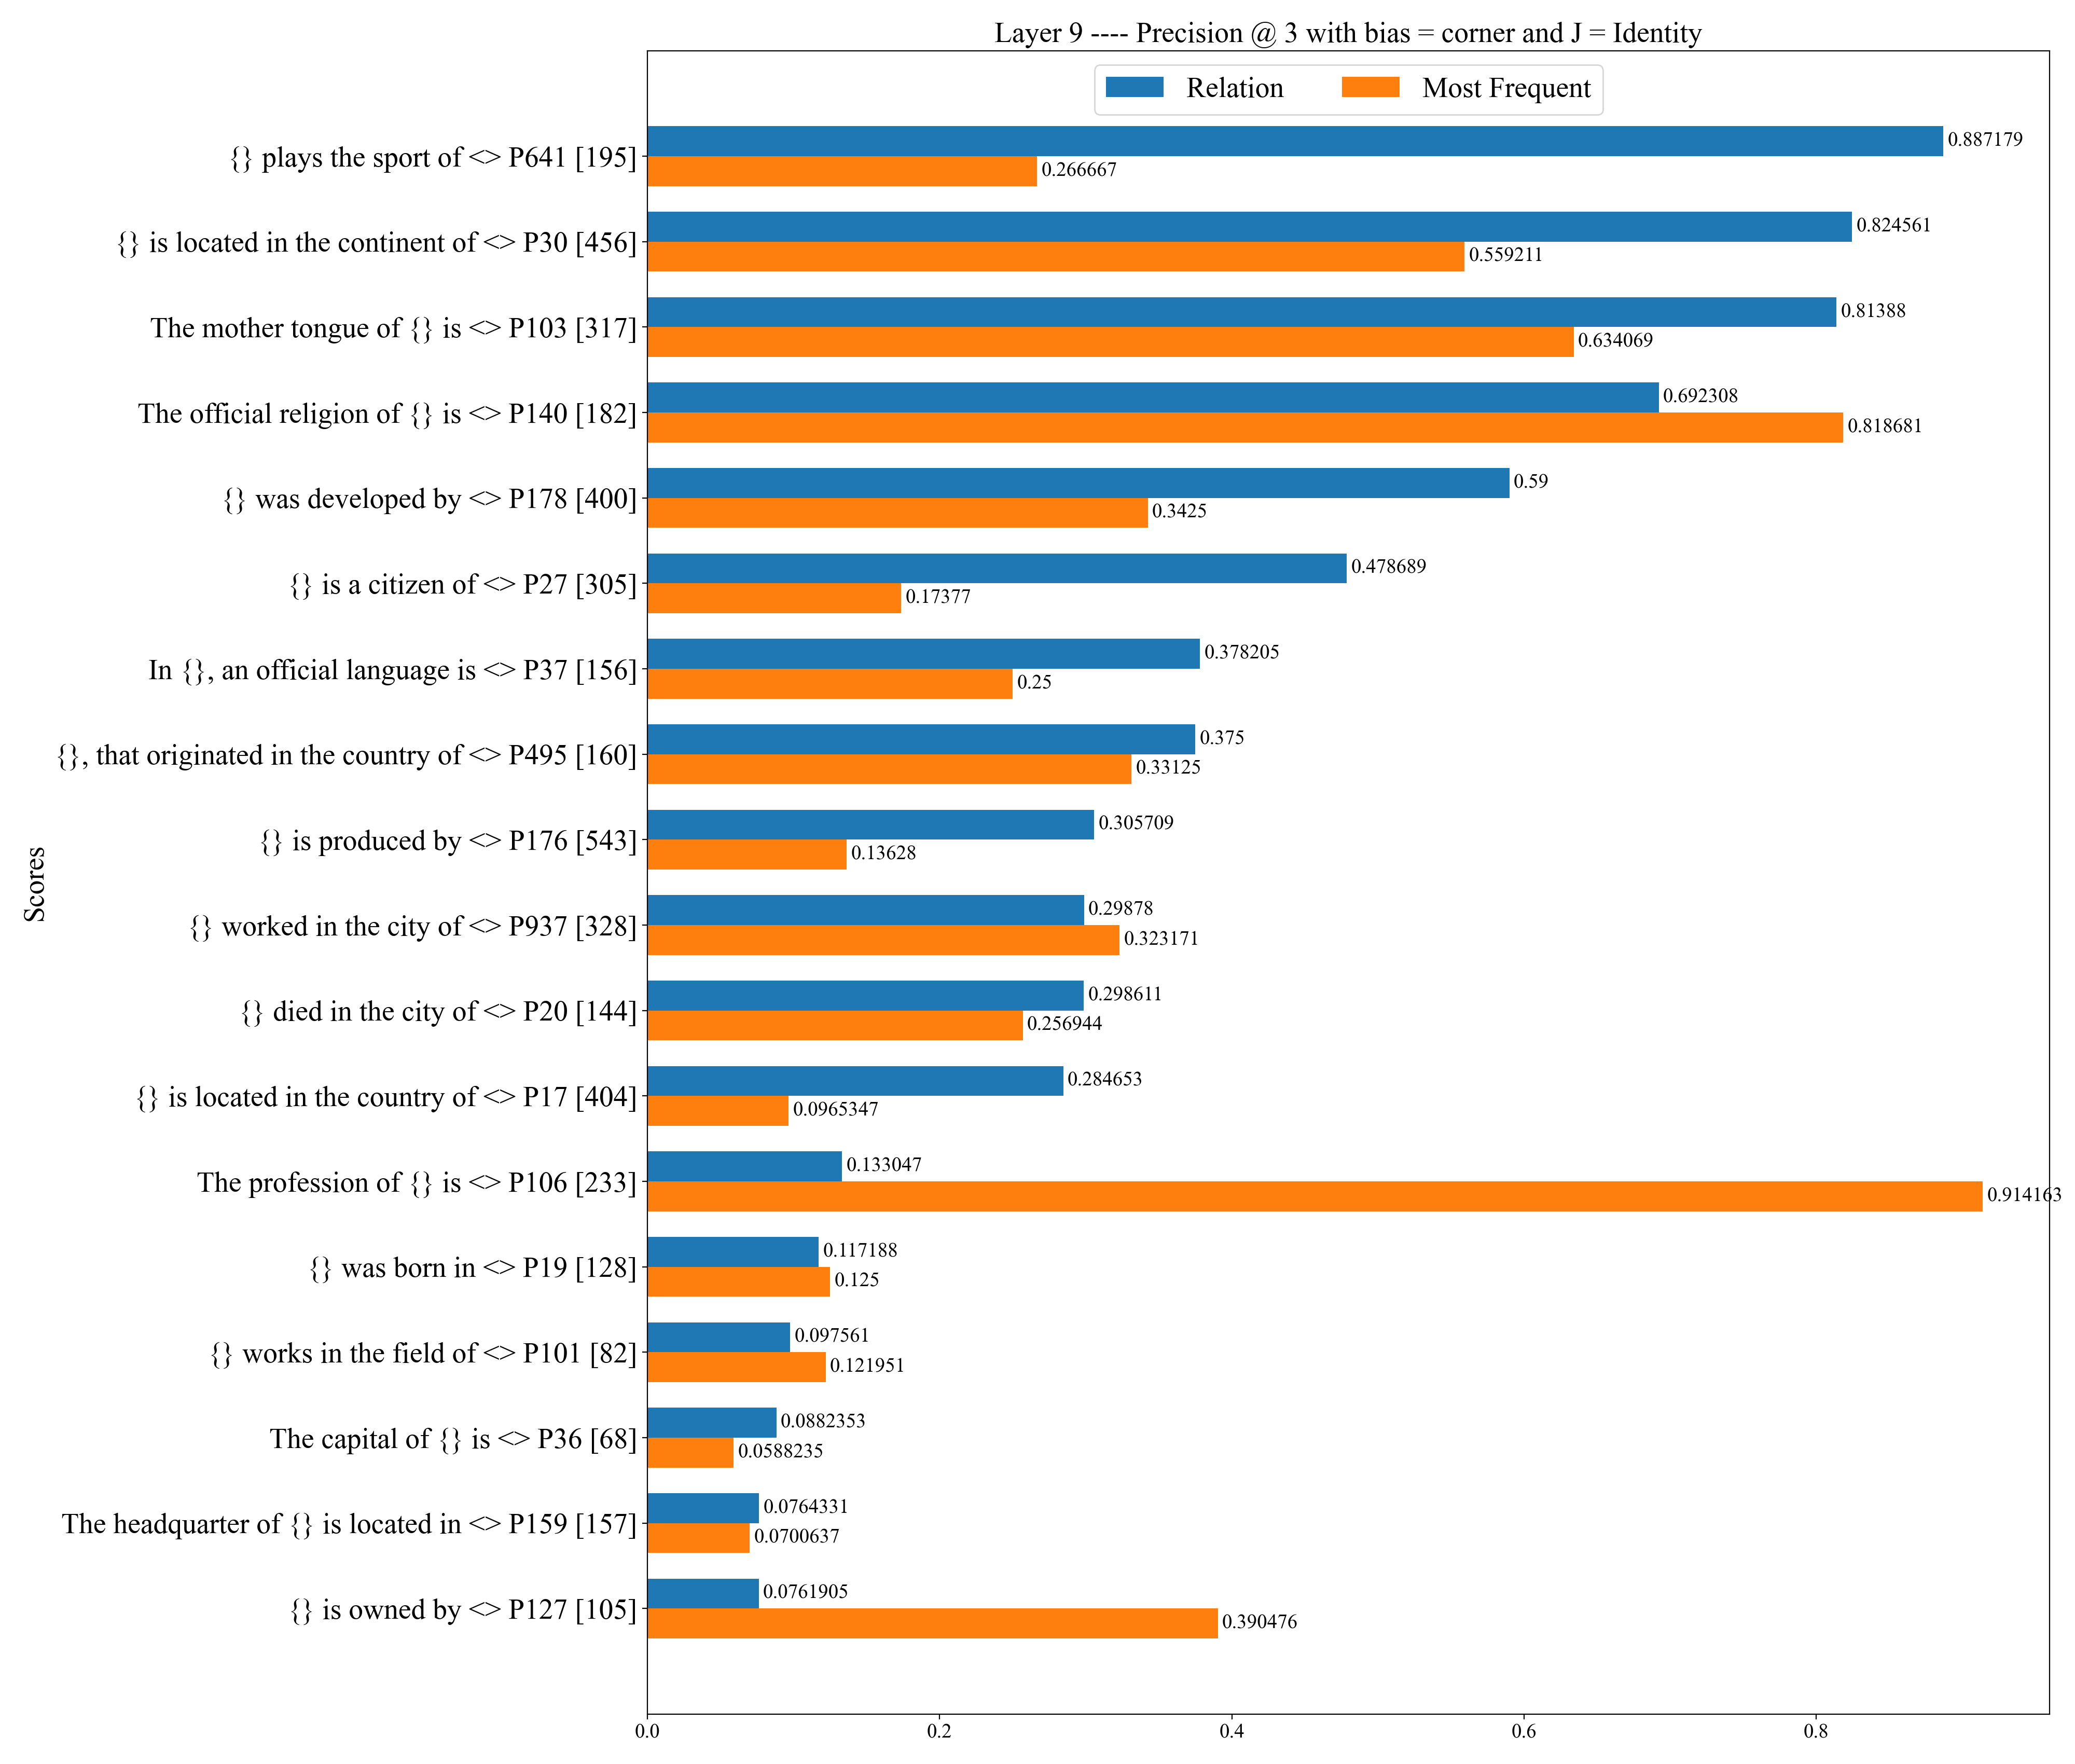 Layer 9 ---- Precision @ 3 with bias = corner and J = Identity
Relation
Most Frequent
{} plays the sport of <> P641 [195]
0.887179
0.266667
{} is located in the continent of <> P30 [456]
0.824561
0.559211
The mother tongue of {} is <> P103 [317]
0.81388
0.634069
The official religion of {} is <> P140 [182]
0.692308
0.818681
{} was developed by <> P178 [400]
0.59
0.3425
{} is a citizen of <> P27 [305]
0.478689
0.17377
In {}, an official language is <> P37 [156]
0.378205
0.25
{}, that originated in the country of <> P495 [160]
0.375
0.33125
{} is produced by <> P176 [543]
0.305709
0.13628
{} worked in the city of <> P937 [328]
0.29878
0.323171
{} died in the city of <> P20 [144]
0.298611
0.256944
{} is located in the country of <> P17 [404]
0.284653
0.0965347
The profession of {} is <> P106 [233]
0.133047
0.914163
{} was born in <> P19 [128]
0.117188
0.125
{} works in the field of <> P101 [82]
0.097561
0.121951
The capital of {} is <> P36 [68]
0.0882353
0.0588235
The headquarter of {} is located in <> P159 [157]
0.0764331
0.0700637
{} is owned by <> P127 [105]
0.0761905
0.390476
Scores
0.0
0.2
0.4
0.6
0.8